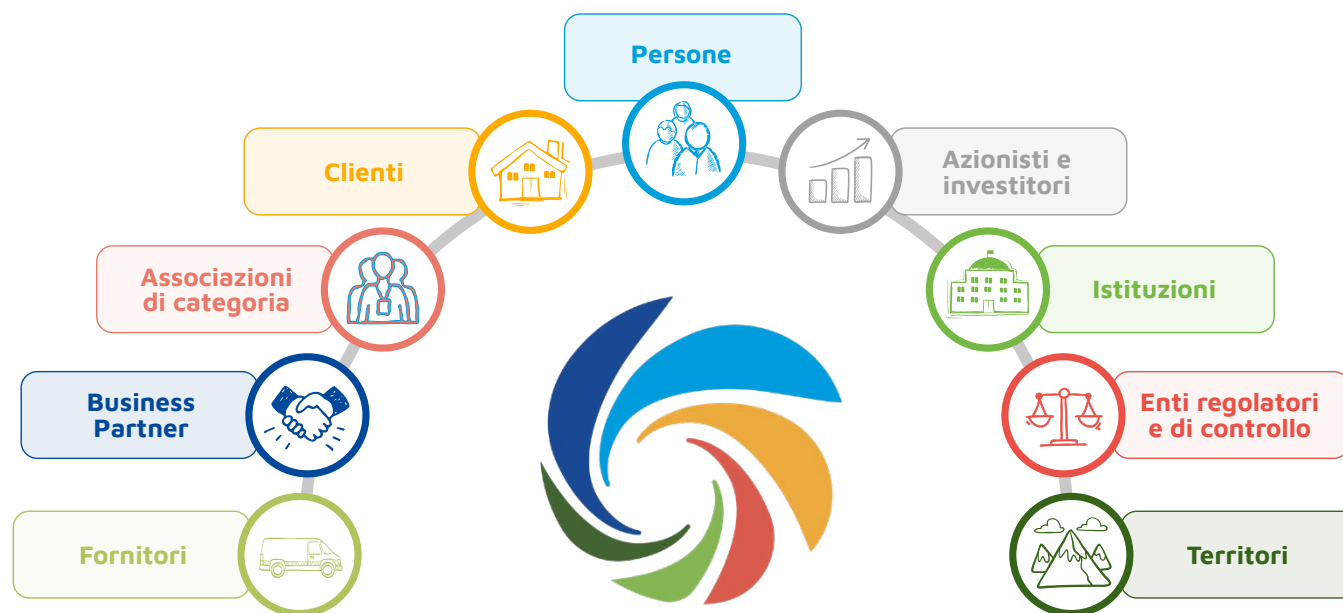 Persone
Clienti
Azionisti e
investitori
Associazioni
di categoria
Istituzioni
Business
Partner
Enti regolatori
e di controllo
Fornitori
Territori